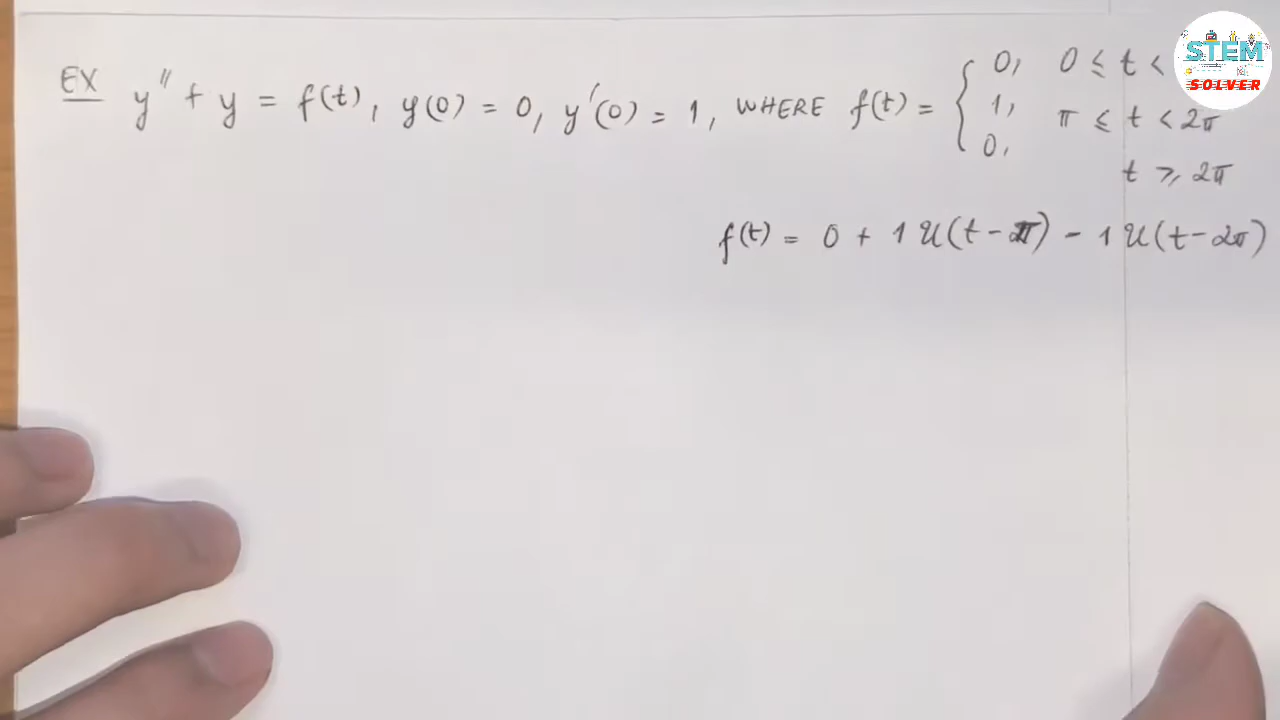 EX y'' + y = f(t), y(0) = 0, y'(0) = 1, WHERE f(t) = { 0, 0 ≤ t <
1, π ≤ t < 2π
0, t ≥ 2π
f(t) = 0 + 1 U(t - π) - 1 U(t - 2π)
STEM
SOLVER